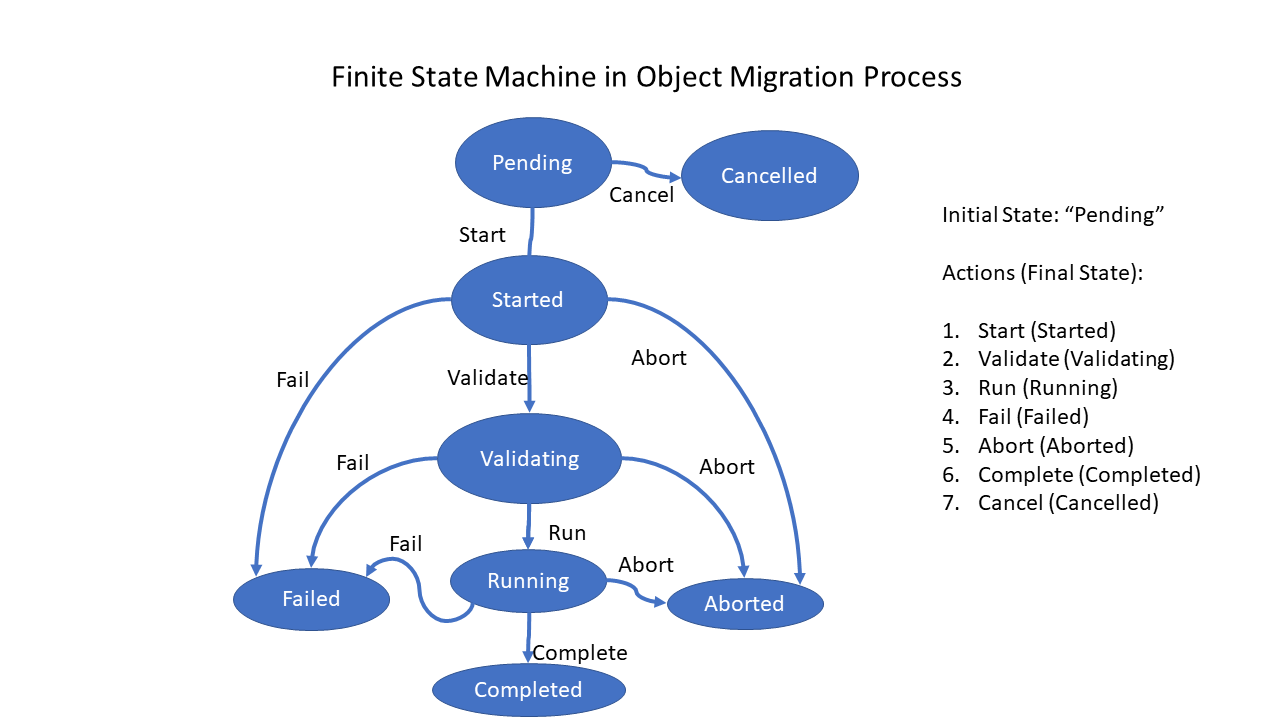 Finite State Machine in Object Migration Process
Pending
Cancelled
Cancel
Start
Started
Initial State: “Pending”
Actions (Final State):
1. Start (Started)
2. Validate (Validating)
3. Run (Running)
4. Fail (Failed)
5. Abort (Aborted)
6. Complete (Completed)
7. Cancel (Cancelled)
Abort
Fail
Validate
Validating
Fail
Abort
Run
Fail
Abort
Running
Failed
Aborted
Complete
Completed